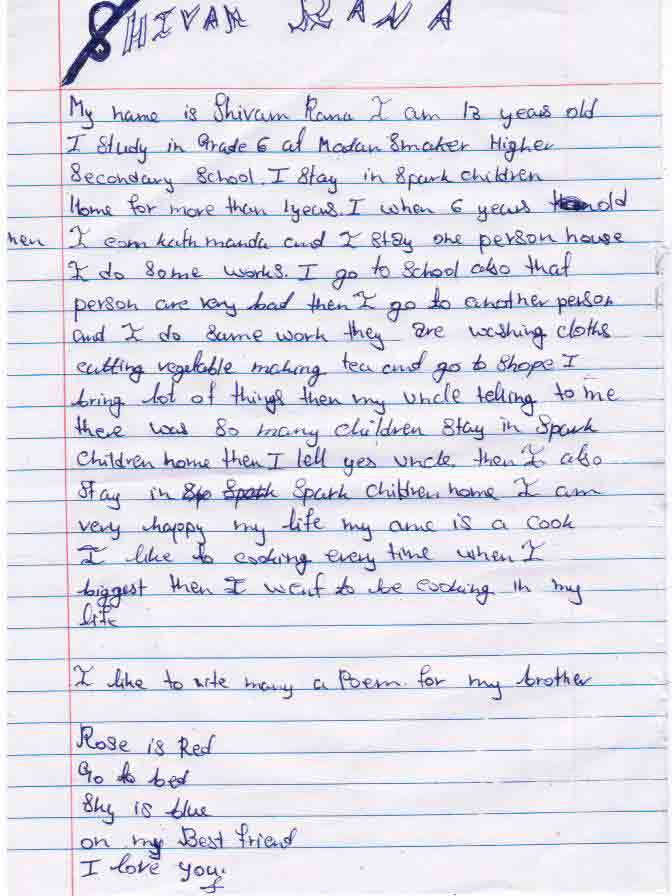 SHIVAM RANA
My name is Shivam Rana I am 13 years old
I Study in Grade 6 at Madan Smaker Higher
Secondary School. I Stay in Spark children
Home for more than 1years. I when 6 years old
hen I com kath manda and I stay one person house
I do some works. I go to School also that
person are very bad then I go to another person
and I do same work they are washing cloths
cutting vegetable making tea and go to shope I
bring lot of things then my uncle telling to me
there was so many children stay in Spark
Children home then I tell yes uncle. then I also
Stay in Spark Children home I am
very happy my life my ame is a cook
I like to cooking every time when I
biggest then I want to be cooking in my
life
I like to rite many a Poem for my brother
Rose is Red
Go to bed
Sky is blue
on my Best friend
I love you.